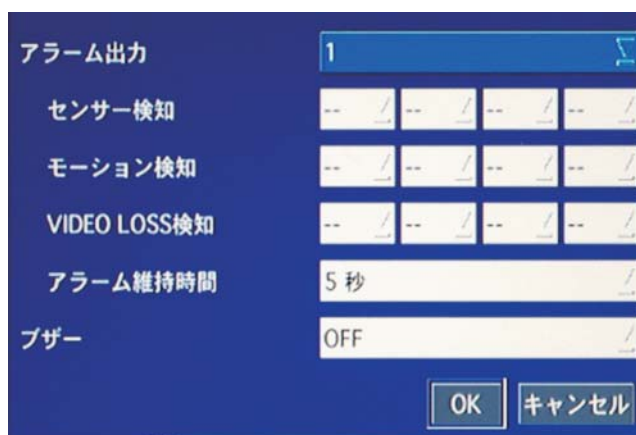 アラーム出力 1
センサー検知 -- -- -- --
モーション検知 -- -- -- --
VIDEO LOSS検知 -- -- -- --
アラーム維持時間 5 秒
ブザー OFF
OK キャンセル